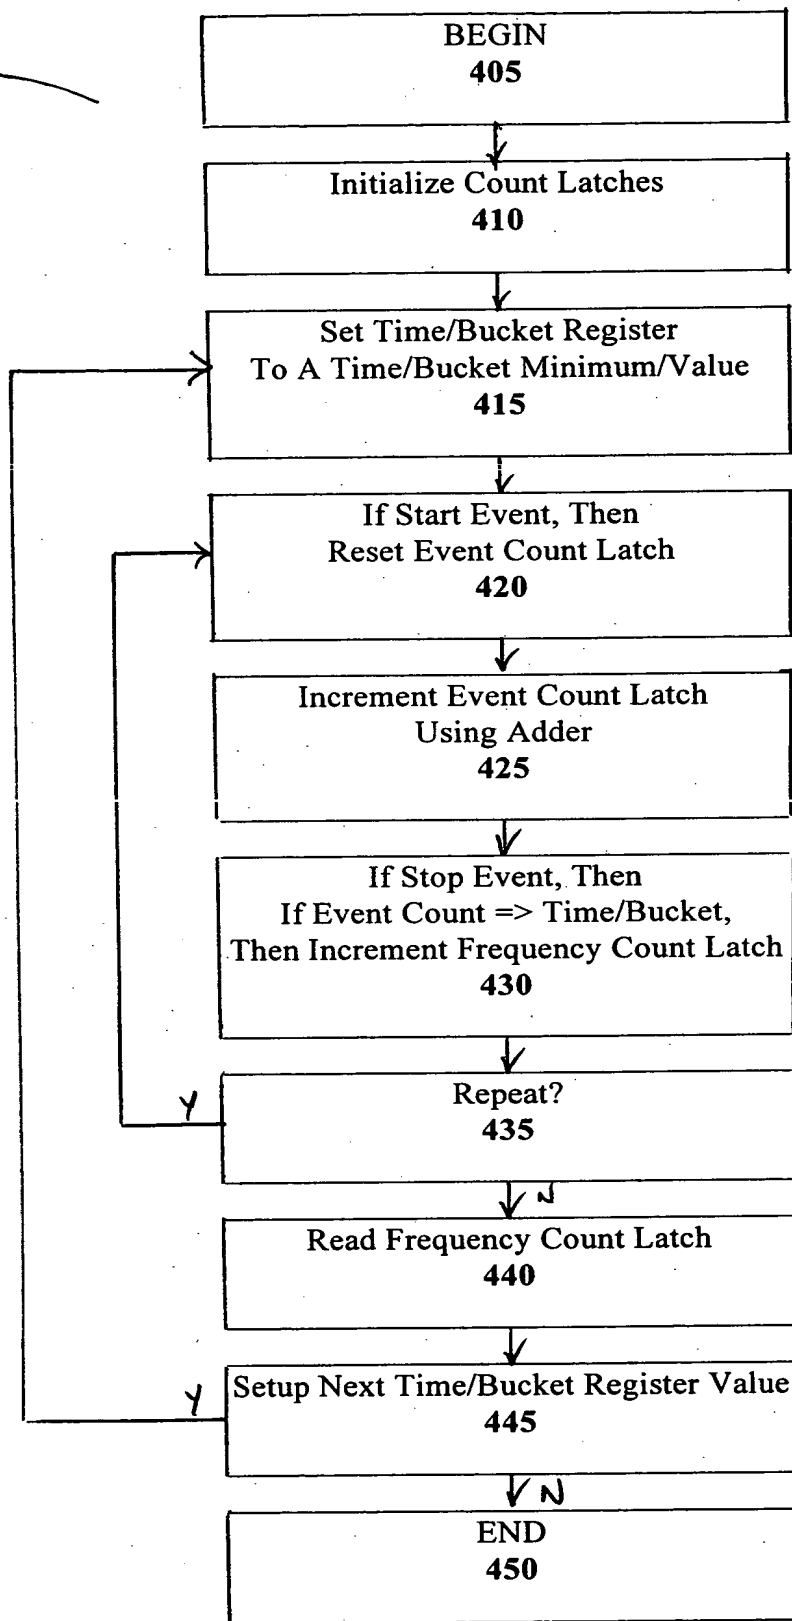 BEGIN
405
Initialize Count Latches
410
Set Time/Bucket Register
To A Time/Bucket Minimum/Value
415
If Start Event, Then
Reset Event Count Latch
420
Increment Event Count Latch
Using Adder
425
If Stop Event, Then
If Event Count => Time/Bucket,
Then Increment Frequency Count Latch
430
Y
Repeat?
435
N
Read Frequency Count Latch
440
Y
Setup Next Time/Bucket Register Value
445
N
END
450